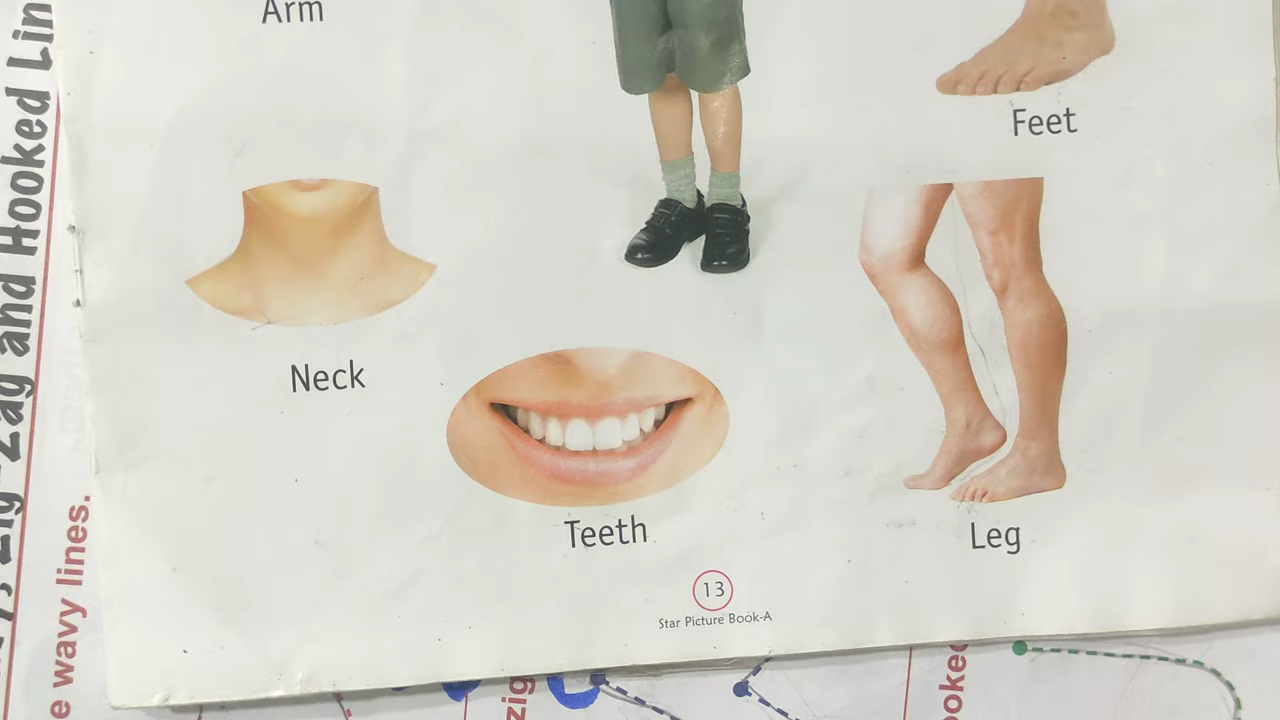 Arm
Feet
Neck
Teeth
Leg
13
Star Picture Book-A
Zig-Zag and Hooked Lin
e wavy lines.
zig
ooked